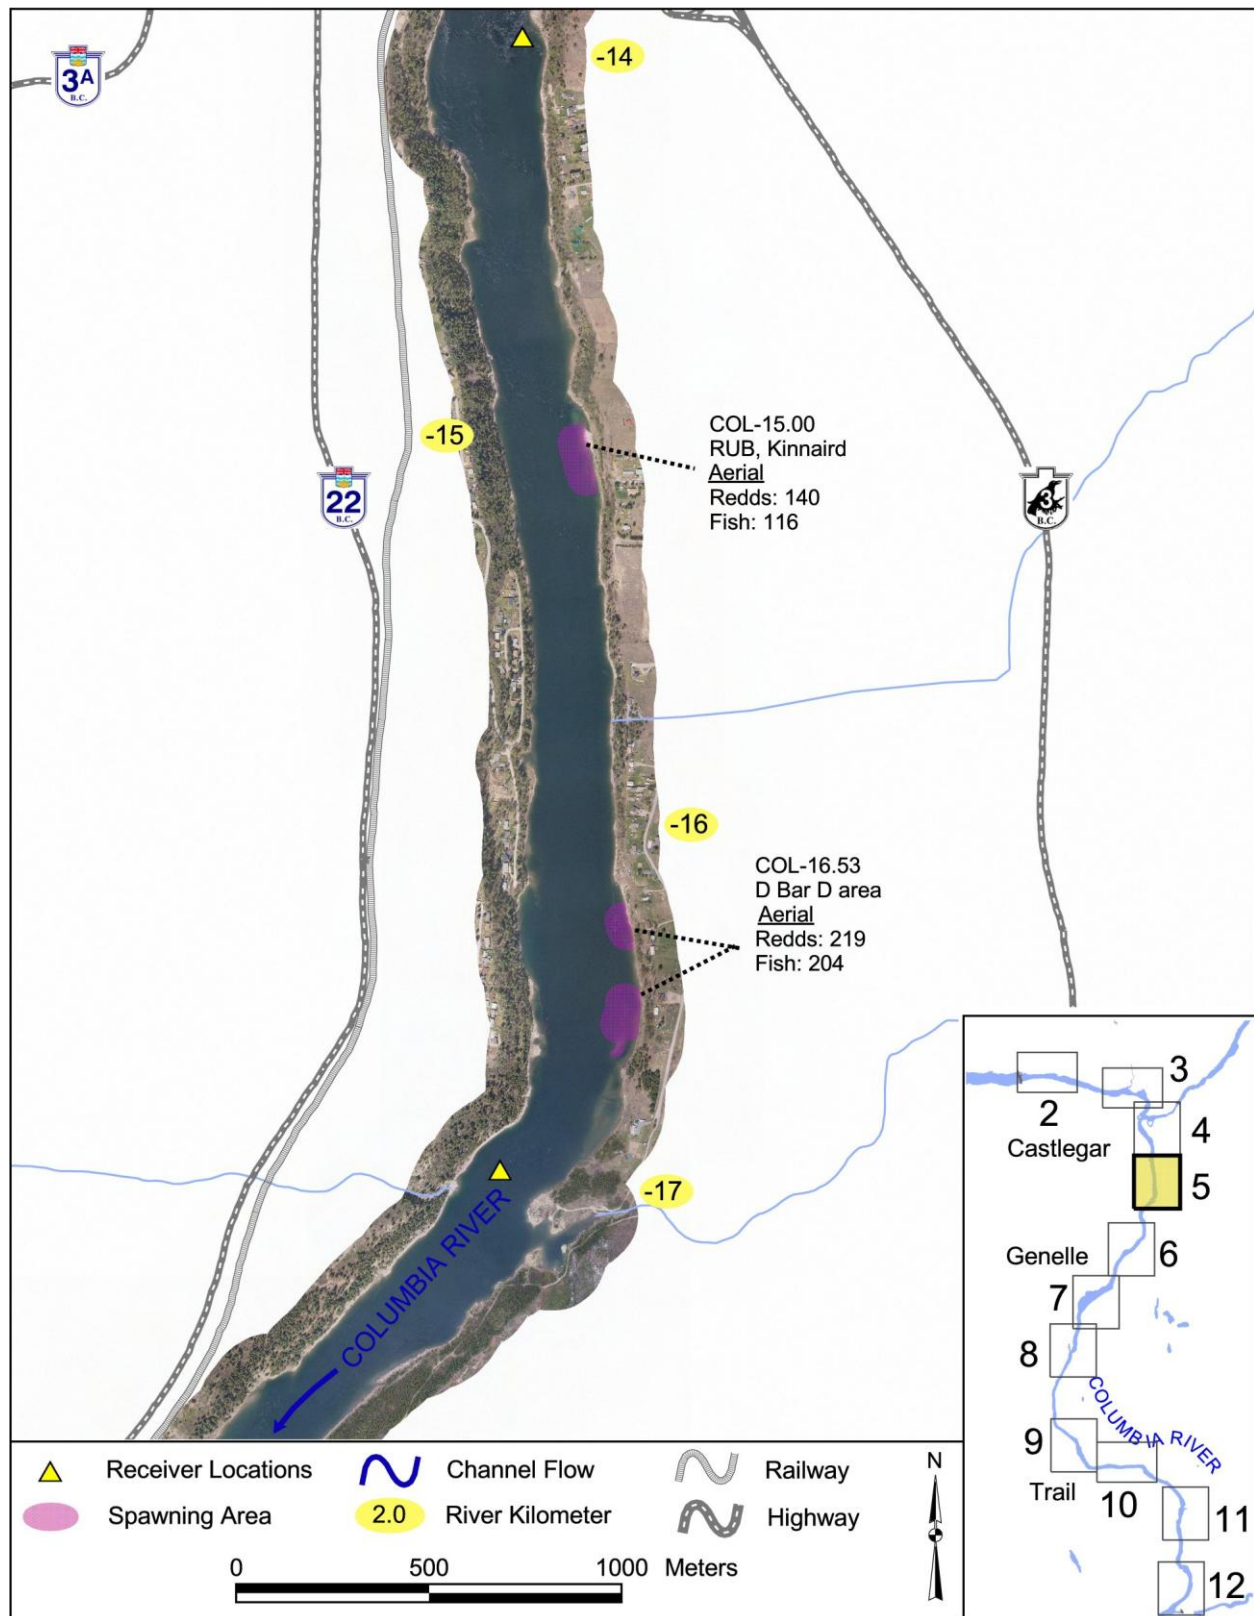 3A
B.C.
-14
-15
COL-15.00
RUB, Kinnaird
Aerial
Redds: 140
Fish: 116
22
B.C.
3
B.C.
-16
COL-16.53
D Bar D area
Aerial
Redds: 219
Fish: 204
-17
COLUMBIA RIVER
2
3
4
Castlegar
5
6
Genelle
7
8
COLUMBIA RIVER
9
10
Trail
11
12
Receiver Locations
Channel Flow
Railway
Spawning Area
2.0
River Kilometer
Highway
N
0
500
1000
Meters